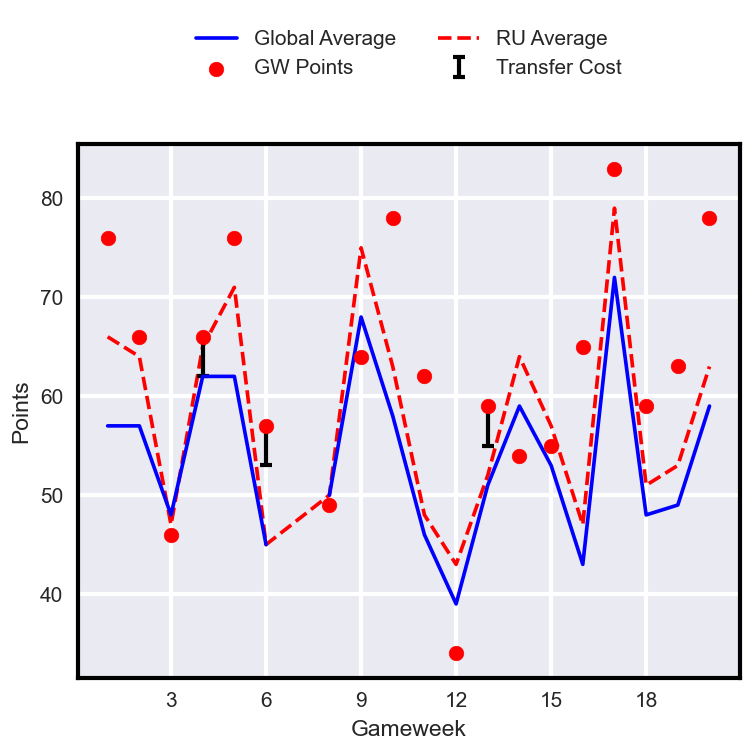 Global Average
RU Average
GW Points
Transfer Cost
80
70
60
50
40
Points
3 6 9 12 15 18
Gameweek